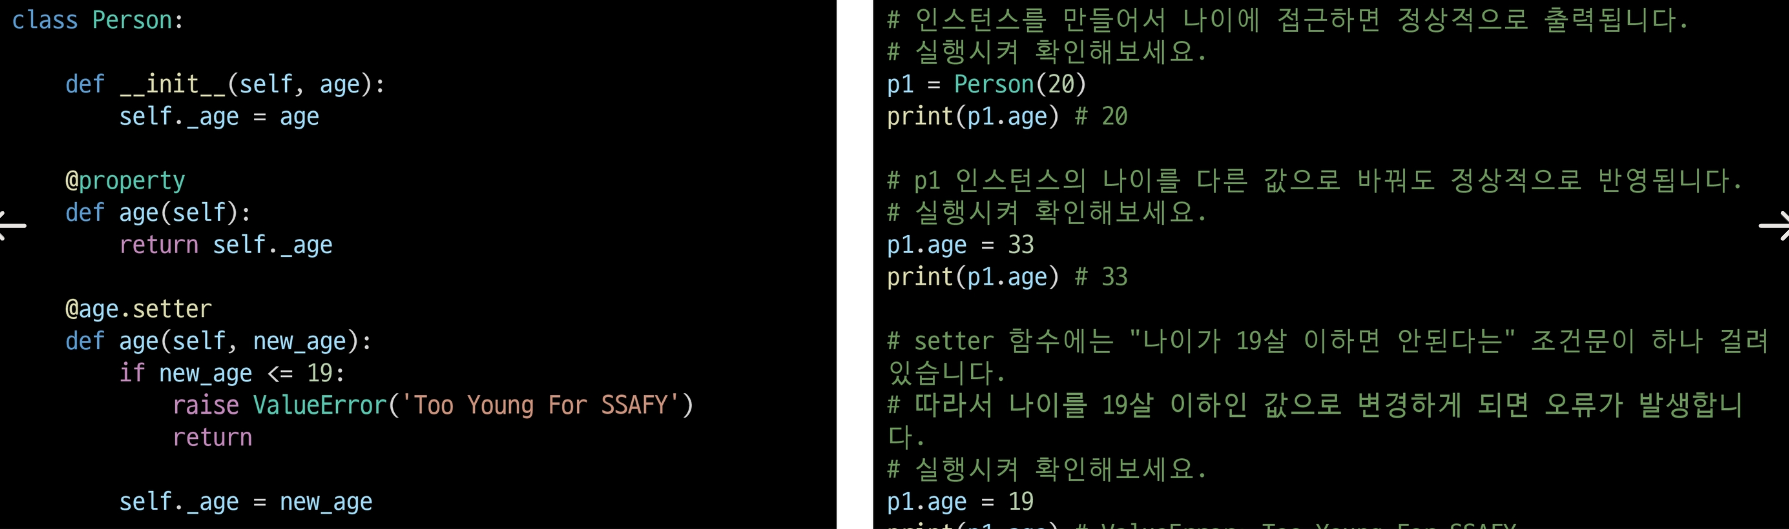 class Person:
def __init__(self, age):
self._age = age
@property
def age(self):
return self._age
@age.setter
def age(self, new_age):
if new_age <= 19:
raise ValueError('Too Young For SSAFY')
return
self._age = new_age
# 인스턴스를 만들어서 나이에 접근하면 정상적으로 출력됩니다.
# 실행시켜 확인해보세요.
p1 = Person(20)
print(p1.age) # 20
# p1 인스턴스의 나이를 다른 값으로 바꿔도 정상적으로 반영됩니다.
# 실행시켜 확인해보세요.
p1.age = 33
print(p1.age) # 33
# setter 함수에는 "나이가 19살 이하면 안된다는" 조건문이 하나 걸려
있습니다.
# 따라서 나이를 19살 이하인 값으로 변경하게 되면 오류가 발생합니
다.
# 실행시켜 확인해보세요.
p1.age = 19
print(p1.age) # ValueError: Too Young For SSAFY